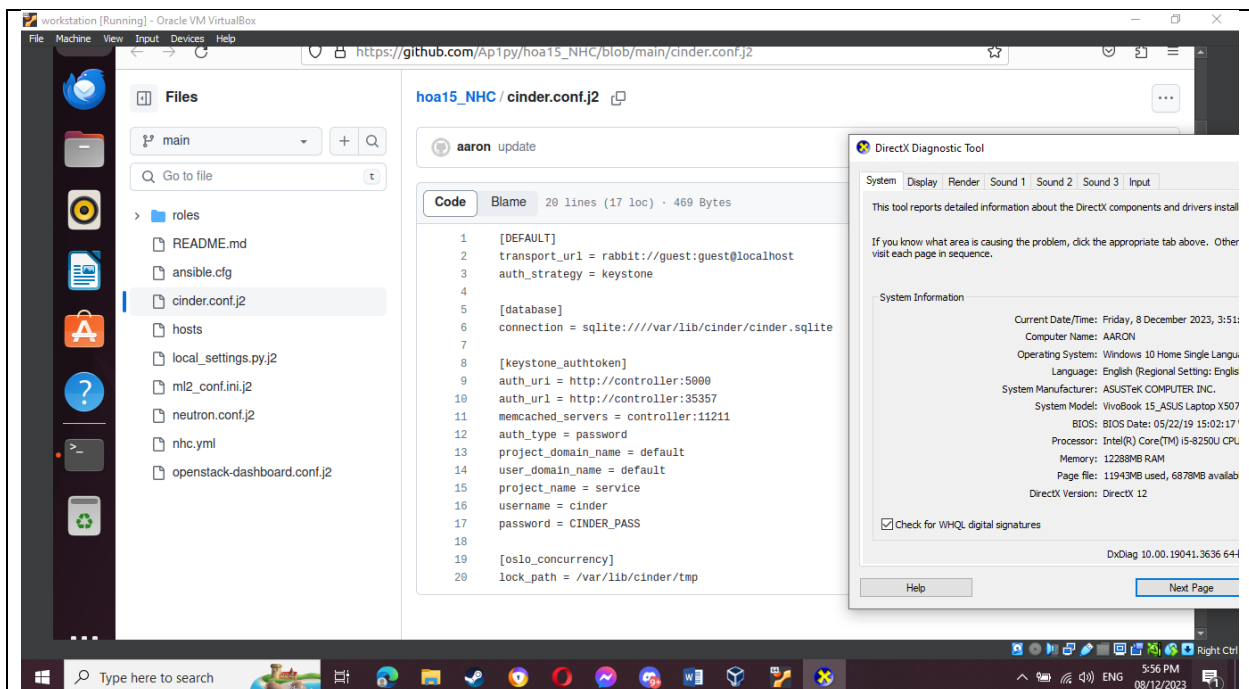 workstation [Running] - Oracle VM VirtualBox
File Machine View Input Devices Help
https://github.com/Ap1py/hoa15_NHC/blob/main/cinder.conf.j2
Files
main
Go to file
t
roles
README.md
ansible.cfg
cinder.conf.j2
hosts
local_settings.py.j2
ml2_conf.ini.j2
neutron.conf.j2
nhc.yml
openstack-dashboard.conf.j2
hoa15_NHC / cinder.conf.j2
aaron update
Code Blame 20 lines (17 loc) · 469 Bytes
1 [DEFAULT]
2 transport_url = rabbit://guest:guest@localhost
3 auth_strategy = keystone
4
5 [database]
6 connection = sqlite:////var/lib/cinder/cinder.sqlite
7
8 [keystone_authtoken]
9 auth_uri = http://controller:5000
10 auth_url = http://controller:35357
11 memcached_servers = controller:11211
12 auth_type = password
13 project_domain_name = default
14 user_domain_name = default
15 project_name = service
16 username = cinder
17 password = CINDER_PASS
18
19 [oslo_concurrency]
20 lock_path = /var/lib/cinder/tmp
DirectX Diagnostic Tool
System Display Render Sound 1 Sound 2 Sound 3 Input
This tool reports detailed information about the DirectX components and drivers install
If you know what area is causing the problem, click the appropriate tab above. Other
visit each page in sequence.
System Information
Current Date/Time: Friday, 8 December 2023, 3:51:
Computer Name: AARON
Operating System: Windows 10 Home Single Langu
Language: English (Regional Setting: English
System Manufacturer: ASUSTeK COMPUTER INC.
System Model: VivoBook 15_ASUS Laptop X507
BIOS: BIOS Date: 05/22/19 15:02:17
Processor: Intel(R) Core(TM) i5-8250U CPU
Memory: 12288MB RAM
Page file: 11943MB used, 6878MB availab
DirectX Version: DirectX 12
Check for WHQL digital signatures
DxDiag 10.00.19041.3636 64-
Help
Next Page
Right Ctrl
Type here to search
ENG
5:56 PM
08/12/2023